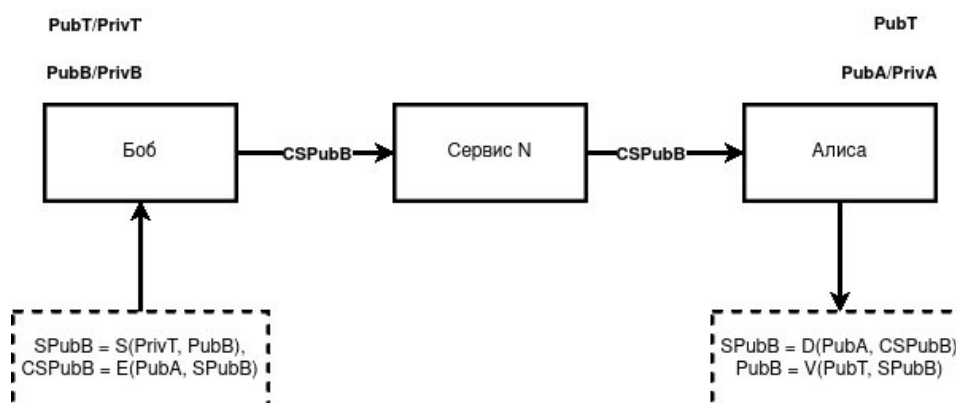 PubT/PrivT
PubT
PubB/PrivB
PubA/PrivA
Боб
CSPubB
Сервис N
CSPubB
Алиса
SPubB = S(PrivT, PubB),
CSPubB = E(PubA, SPubB)
SPubB = D(PubA, CSPubB)
PubB = V(PubT, SPubB)